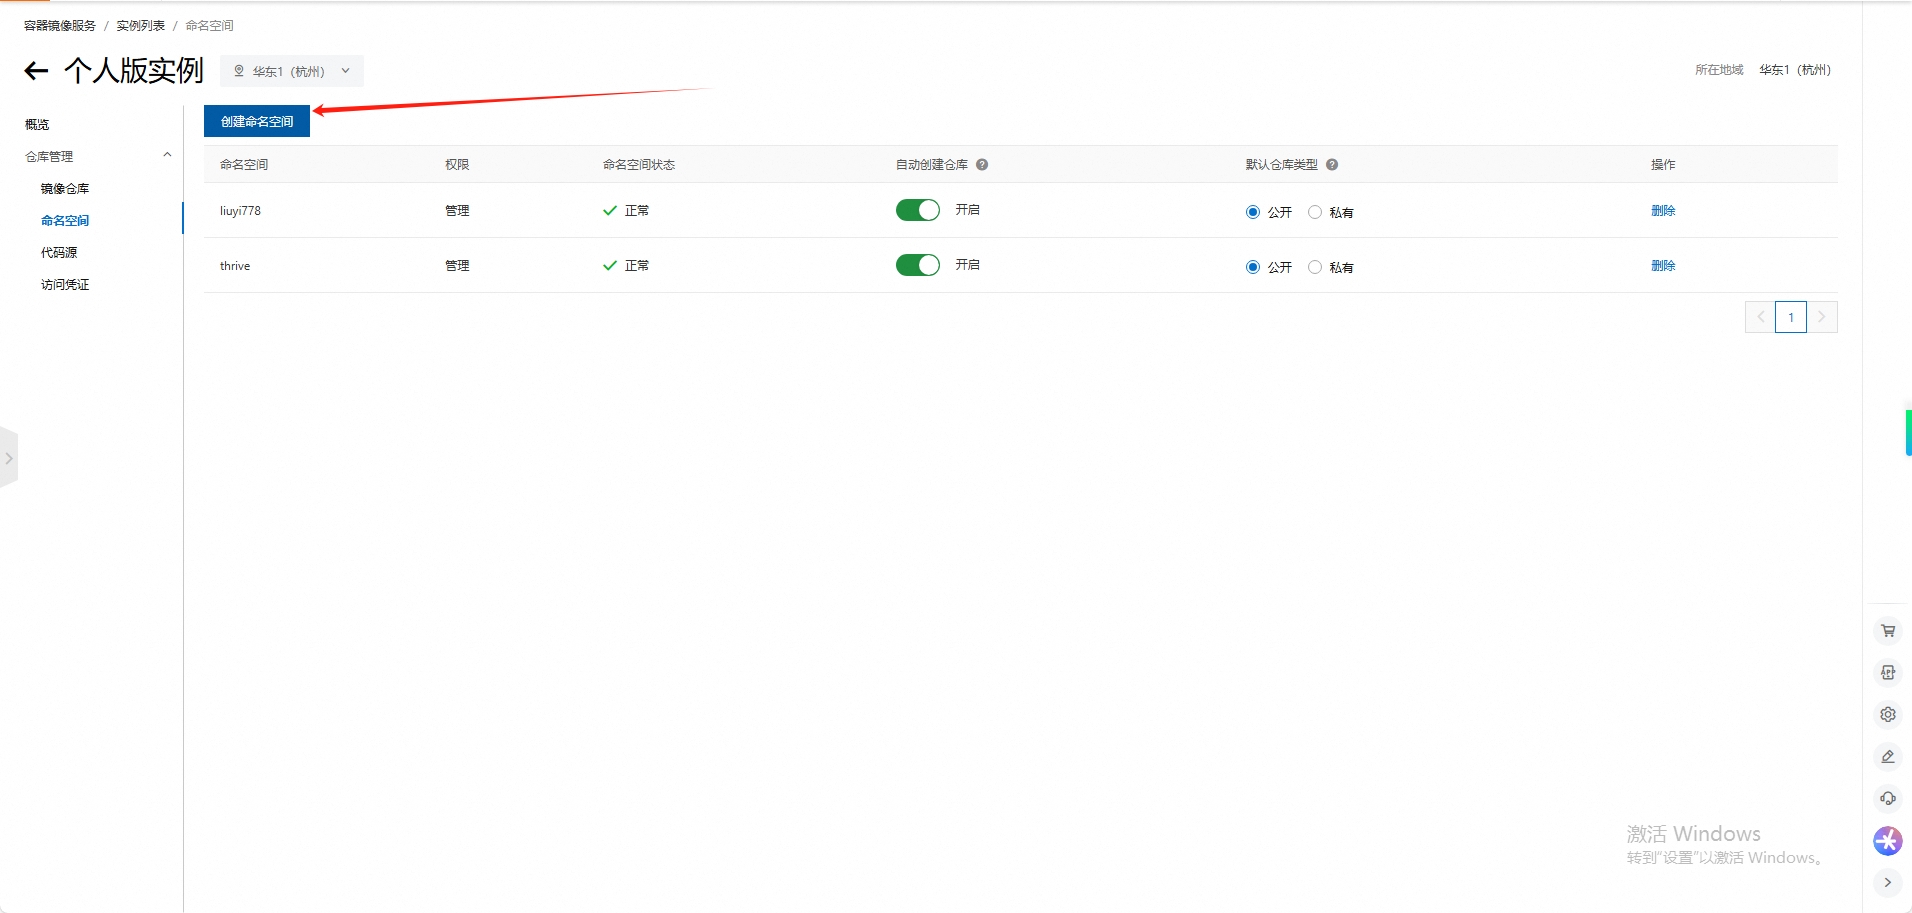 容器镜像服务 / 实例列表 / 命名空间
个人版实例 华东1（杭州） 所在地域 华东1（杭州）
概览
仓库管理
镜像仓库
命名空间
代码源
访问凭证
创建命名空间
命名空间 权限 命名空间状态 自动创建仓库 默认仓库类型 操作
liuyi778 管理 正常 开启 公开 私有 删除
thrive 管理 正常 开启 公开 私有 删除
1
激活 Windows
转到"设置"以激活 Windows。